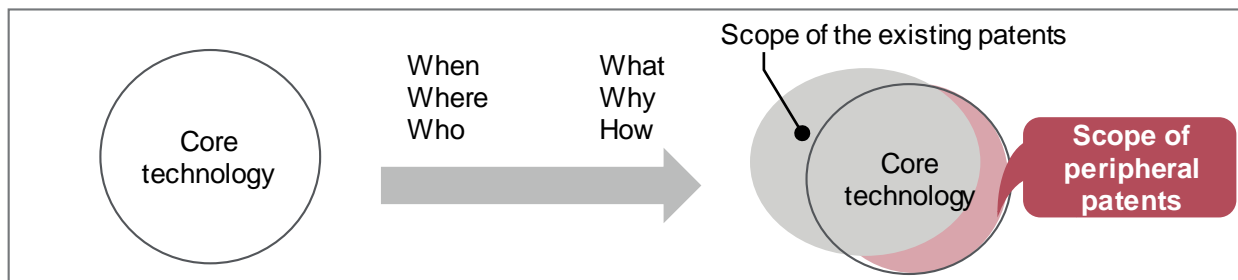 Scope of the existing patents
When
Where
Who
What
Why
How
Core
technology
Core
technology
Scope of
peripheral
patents